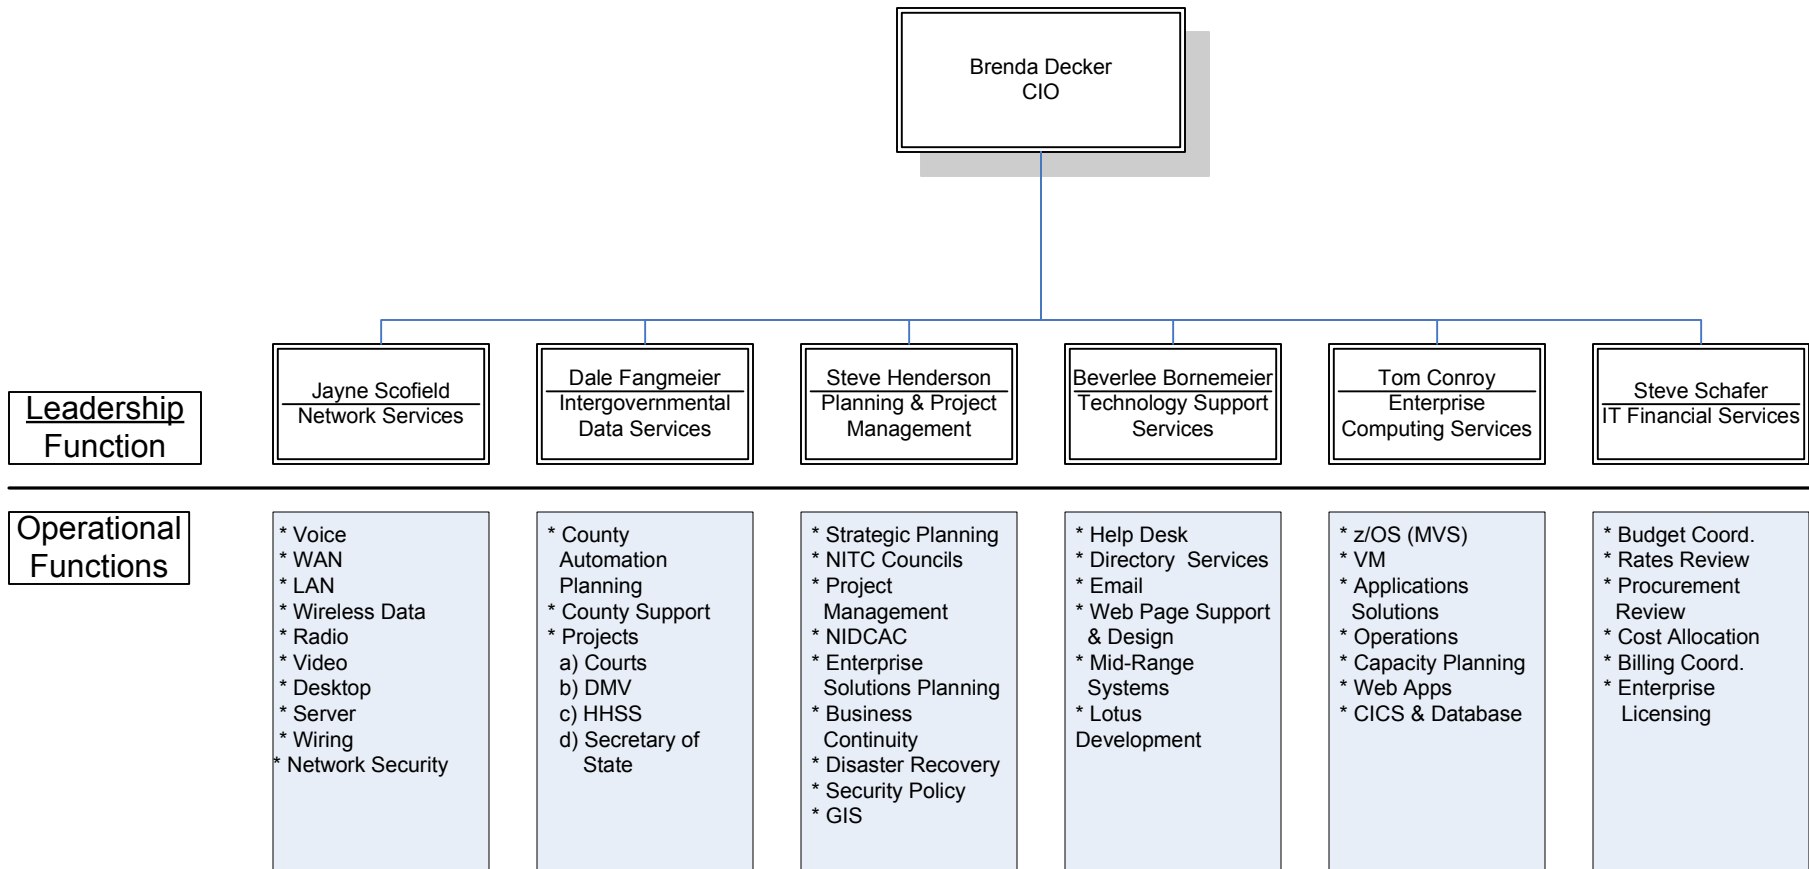 Brenda Decker
CIO
Leadership
Function
Jayne Scofield
Network Services
Dale Fangmeier
Intergovernmental
Data Services
Steve Henderson
Planning & Project
Management
Beverlee Bornemeier
Technology Support
Services
Tom Conroy
Enterprise
Computing Services
Steve Schafer
IT Financial Services
Operational
Functions
* Voice
* WAN
* LAN
* Wireless Data
* Radio
* Video
* Desktop
* Server
* Wiring
* Network Security
* County
Automation
Planning
* County Support
* Projects
a) Courts
b) DMV
c) HHSS
d) Secretary of
State
* Strategic Planning
* NITC Councils
* Project
Management
* NIDCAC
* Enterprise
Solutions Planning
* Business
Continuity
* Disaster Recovery
* Security Policy
* GIS
* Help Desk
* Directory Services
* Email
* Web Page Support
& Design
* Mid-Range
Systems
* Lotus
Development
* z/OS (MVS)
* VM
* Applications
Solutions
* Operations
* Capacity Planning
* Web Apps
* CICS & Database
* Budget Coord.
* Rates Review
* Procurement
Review
* Cost Allocation
* Billing Coord.
* Enterprise
Licensing